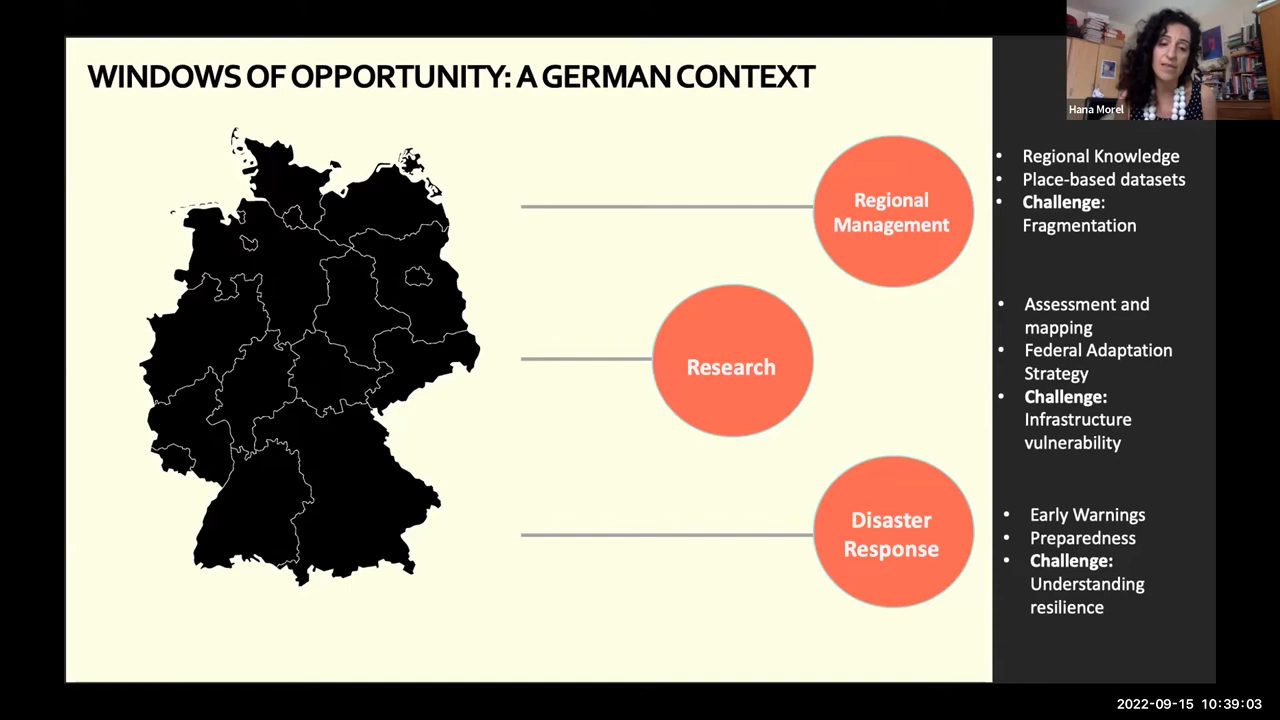 WINDOWS OF OPPORTUNITY: A GERMAN CONTEXT
Hana Morel
Regional
Management
• Regional Knowledge
• Place-based datasets
• Challenge:
Fragmentation
Research
• Assessment and
mapping
• Federal Adaptation
Strategy
• Challenge:
Infrastructure
vulnerability
Disaster
Response
• Early Warnings
• Preparedness
• Challenge:
Understanding
resilience
2022-09-15 10:39:03